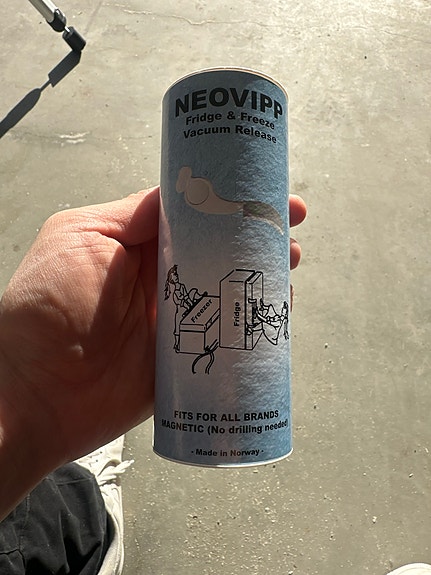 NEOVIPP
Fridge & Freeze
Vacuum Release
Freezer
Fridge
FITS FOR ALL BRANDS
MAGNETIC (No drilling needed)
- Made in Norway -